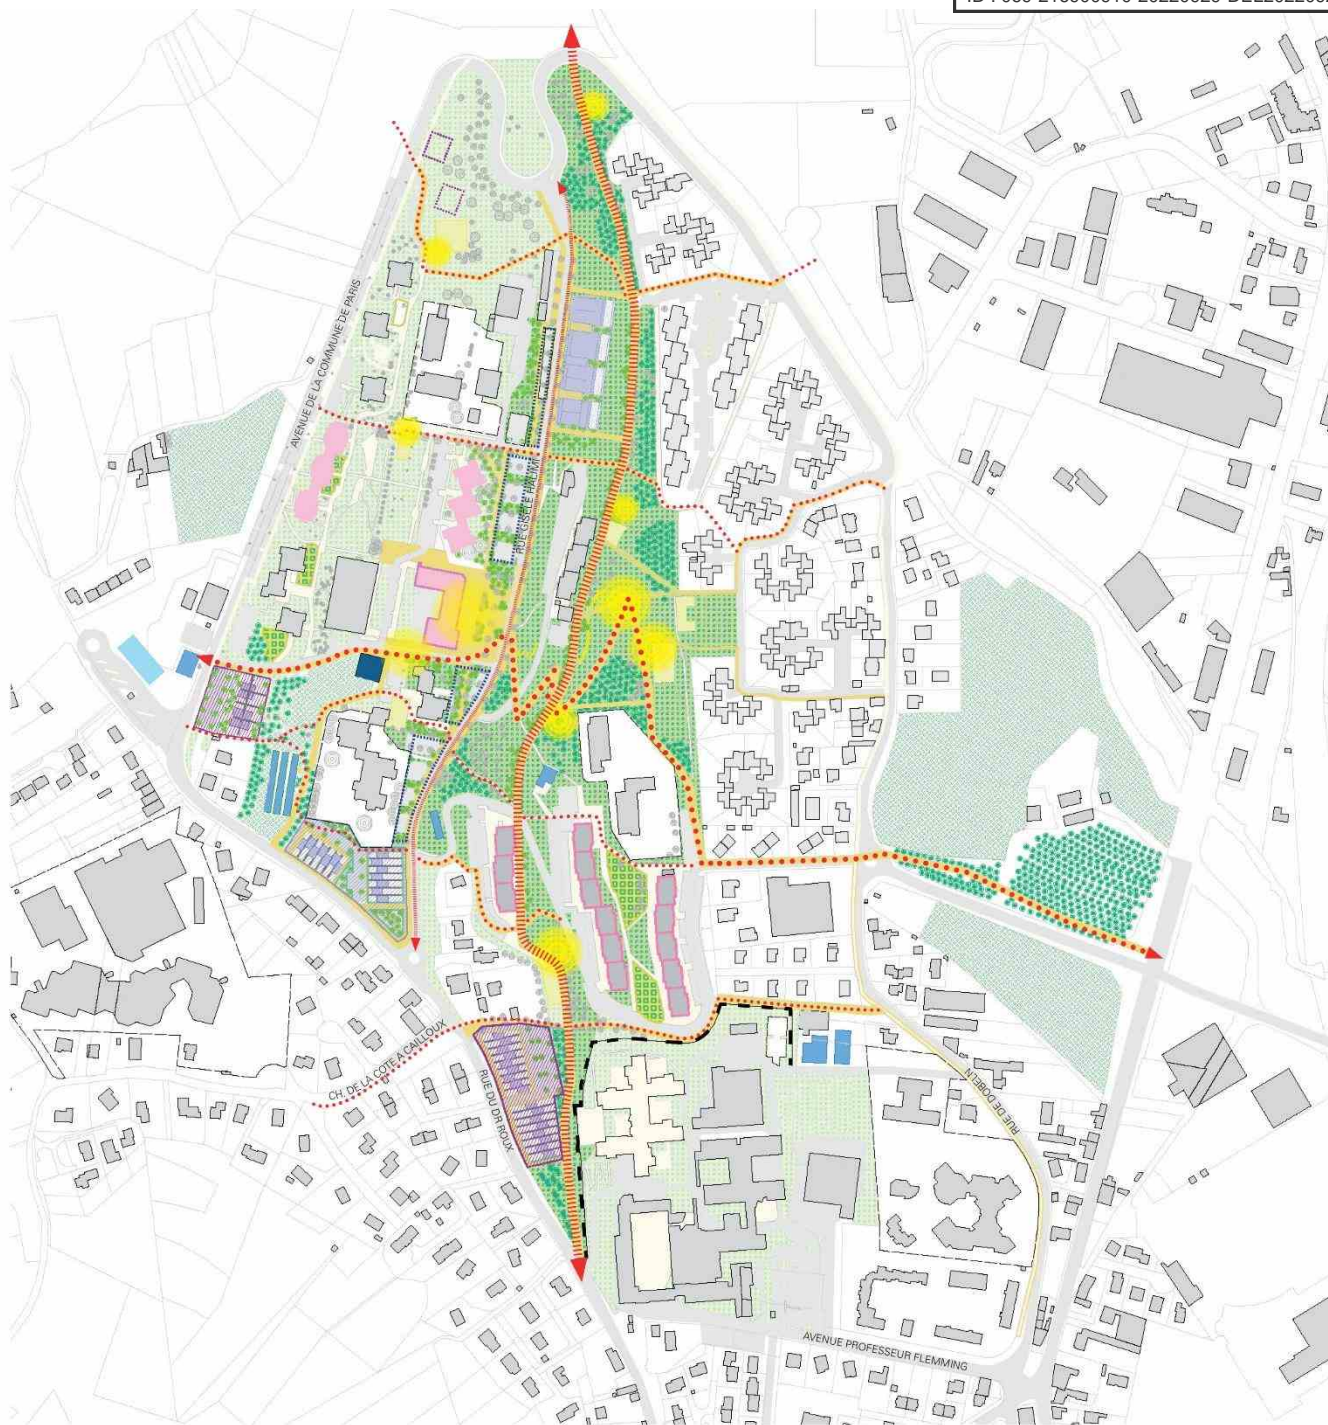 AVENUE DE LA COMMUNE DE PARIS
RUE GISÈLE HALIMI
CH. DE LA COTE A CAILLOUX
RUE DU DR ROUX
RUE DE DOBELN
AVENUE PROFESSEUR FLEMMING